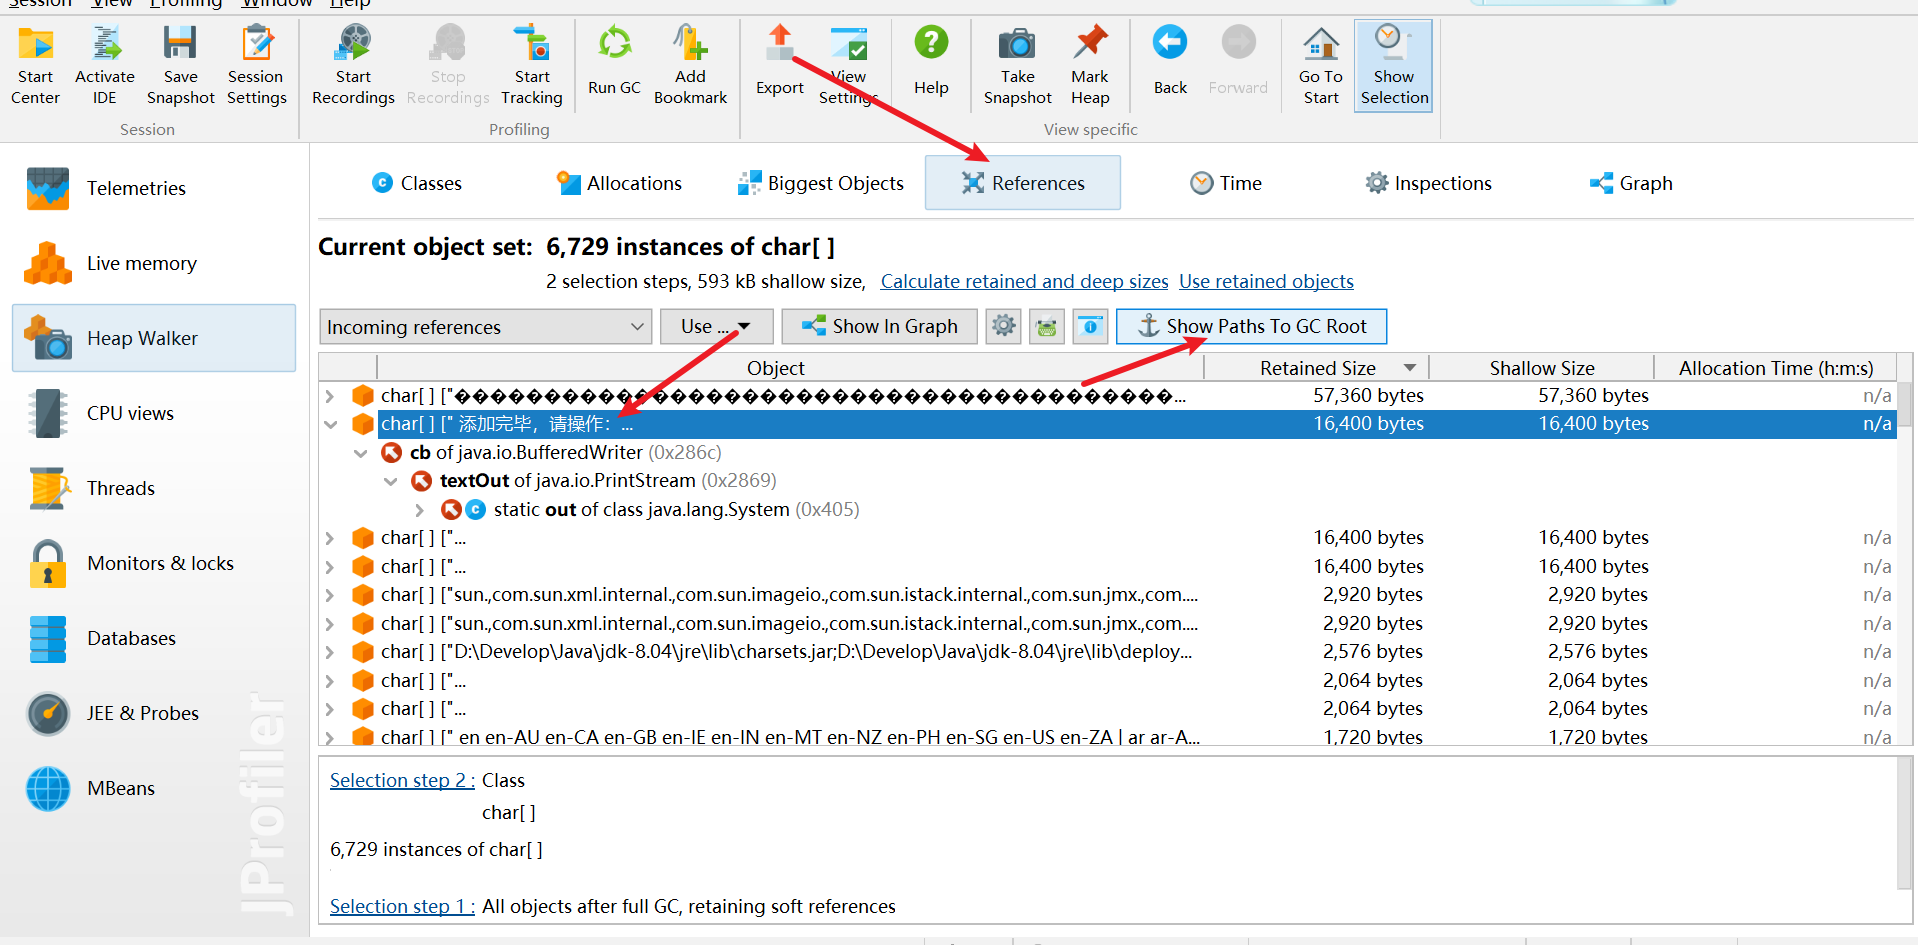 Session View Profiling Window Help
Start Center
Activate IDE
Save Snapshot
Session Settings
Start Recordings
Stop Recordings
Start Tracking
Run GC
Add Bookmark
Export
View Settings
Help
Take Snapshot
Mark Heap
Back
Forward
Go To Start
Show Selection
Session
Profiling
View specific
Telemetries
Live memory
Heap Walker
CPU views
Threads
Monitors & locks
Databases
JEE & Probes
MBeans
JProfiler
Classes
Allocations
Biggest Objects
References
Time
Inspections
Graph
Current object set: 6,729 instances of char[ ]
2 selection steps, 593 kB shallow size, Calculate retained and deep sizes Use retained objects
Incoming references
Use ...
Show In Graph
Show Paths To GC Root
Object Retained Size Shallow Size Allocation Time (h:m:s)
char[ ] ["����������������������������������������... 57,360 bytes 57,360 bytes n/a
char[ ] [" 添加完毕，请操作：... 16,400 bytes 16,400 bytes n/a
cb of java.io.BufferedWriter (0x286c)
textOut of java.io.PrintStream (0x2869)
static out of class java.lang.System (0x405)
char[ ] ["... 16,400 bytes 16,400 bytes n/a
char[ ] ["... 16,400 bytes 16,400 bytes n/a
char[ ] ["sun.,com.sun.xml.internal.,com.sun.imageio.,com.sun.istack.internal.,com.sun.jmx.,com.... 2,920 bytes 2,920 bytes n/a
char[ ] ["sun.,com.sun.xml.internal.,com.sun.imageio.,com.sun.istack.internal.,com.sun.jmx.,com.... 2,920 bytes 2,920 bytes n/a
char[ ] ["D:\Develop\Java\jdk-8.04\jre\lib\charsets.jar;D:\Develop\Java\jdk-8.04\jre\lib\deploy... 2,576 bytes 2,576 bytes n/a
char[ ] ["... 2,064 bytes 2,064 bytes n/a
char[ ] ["... 2,064 bytes 2,064 bytes n/a
char[ ] [" en en-AU en-CA en-GB en-IE en-IN en-MT en-NZ en-PH en-SG en-US en-ZA | ar ar-A... 1,720 bytes 1,720 bytes n/a
Selection step 2 : Class
char[ ]
6,729 instances of char[ ]
Selection step 1 : All objects after full GC, retaining soft references